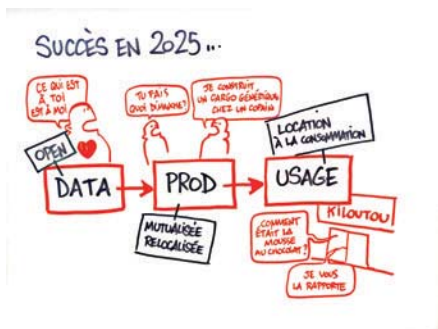 SUCCÈS EN 2025...
CE QUI EST
À TOI
EST À MOI
TU FAIS
QUOI DIMANCHE?
JE CONSTRUIT
UN CARGO GÉNÉRIQUE
CHEZ UN COPAIN
OPEN
DATA
PROD
MUTUALISÉE
RELOCALISÉE
LOCATION
À LA CONSOMMATION
USAGE
KILOUTOU
COMMENT
ÉTAIT LA
MOUSSE
AU CHOCOLAT?
JE VOUS
LA RAPPORTE